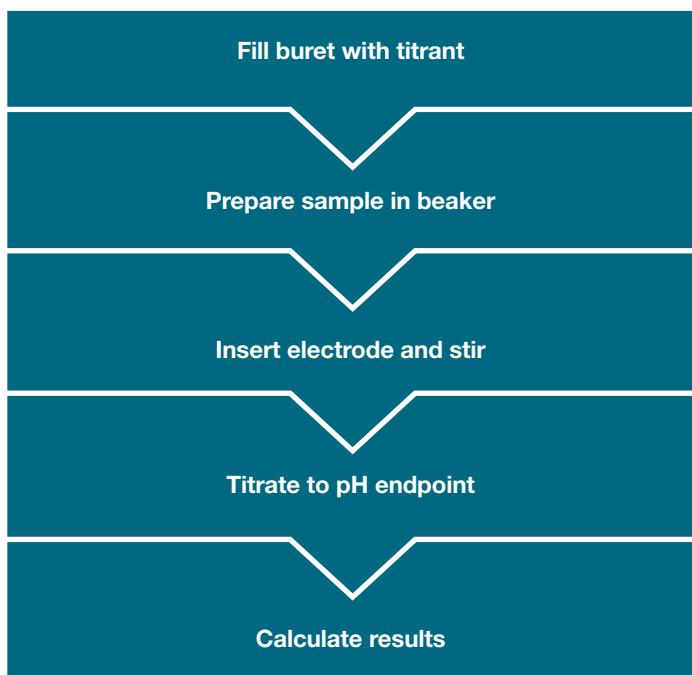 Fill buret with titrant
Prepare sample in beaker
Insert electrode and stir
Titrate to pH endpoint
Calculate results